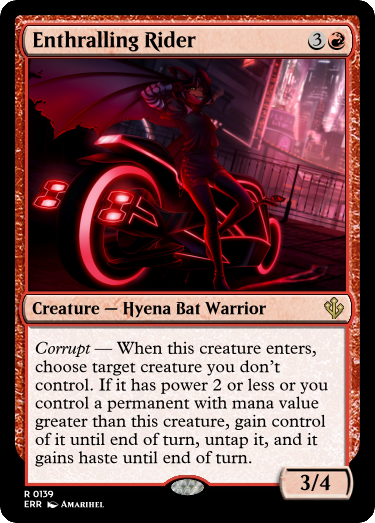 Enthralling Rider 3
Creature — Hyena Bat Warrior
Corrupt — When this creature enters,
choose target creature you don't
control. If it has power 2 or less or you
control a permanent with mana value
greater than this creature, gain control
of it until end of turn, untap it, and it
gains haste until end of turn.
3/4
R 0139
ERR Amarihel